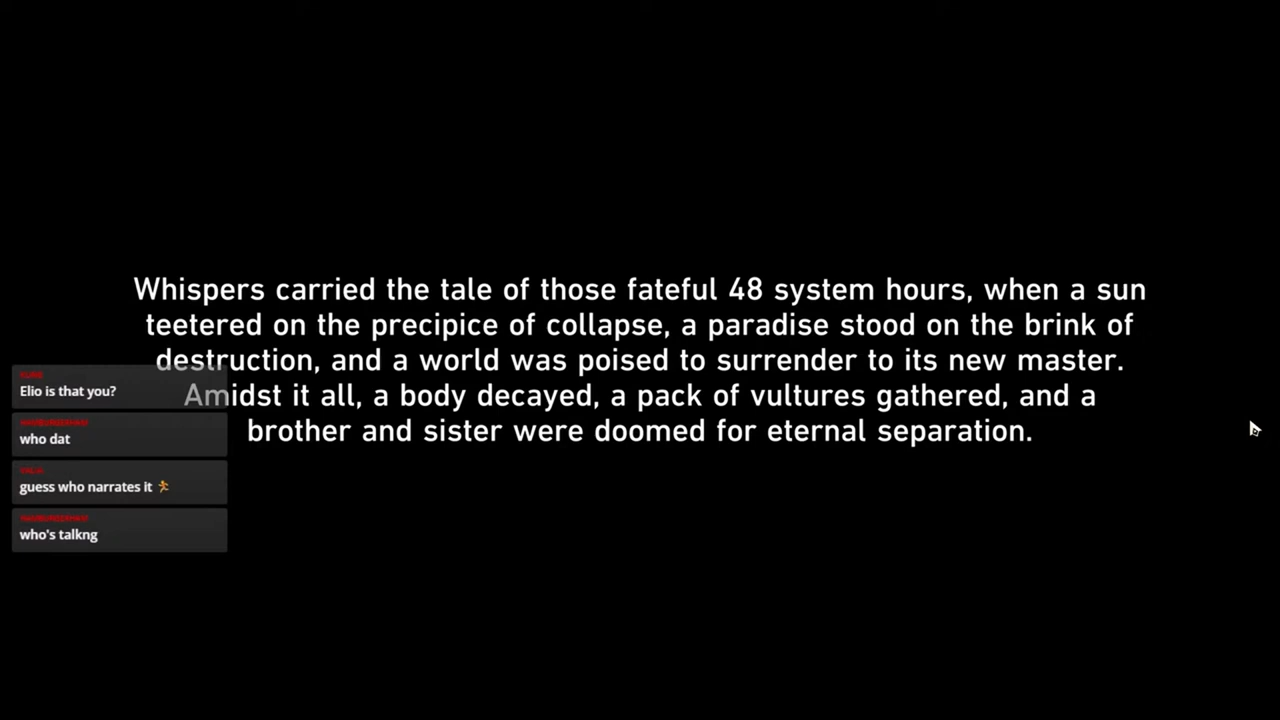 Whispers carried the tale of those fateful 48 system hours, when a sun
teetered on the precipice of collapse, a paradise stood on the brink of
destruction, and a world was poised to surrender to its new master.
Amidst it all, a body decayed, a pack of vultures gathered, and a
brother and sister were doomed for eternal separation.
Elio is that you?
who dat
guess who narrates it
who's talkng